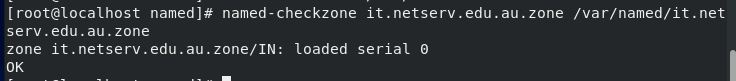 [root@localhost named]# named-checkzone it.netserv.edu.au.zone /var/named/it.net
serv.edu.au.zone
zone it.netserv.edu.au.zone/IN: loaded serial 0
OK